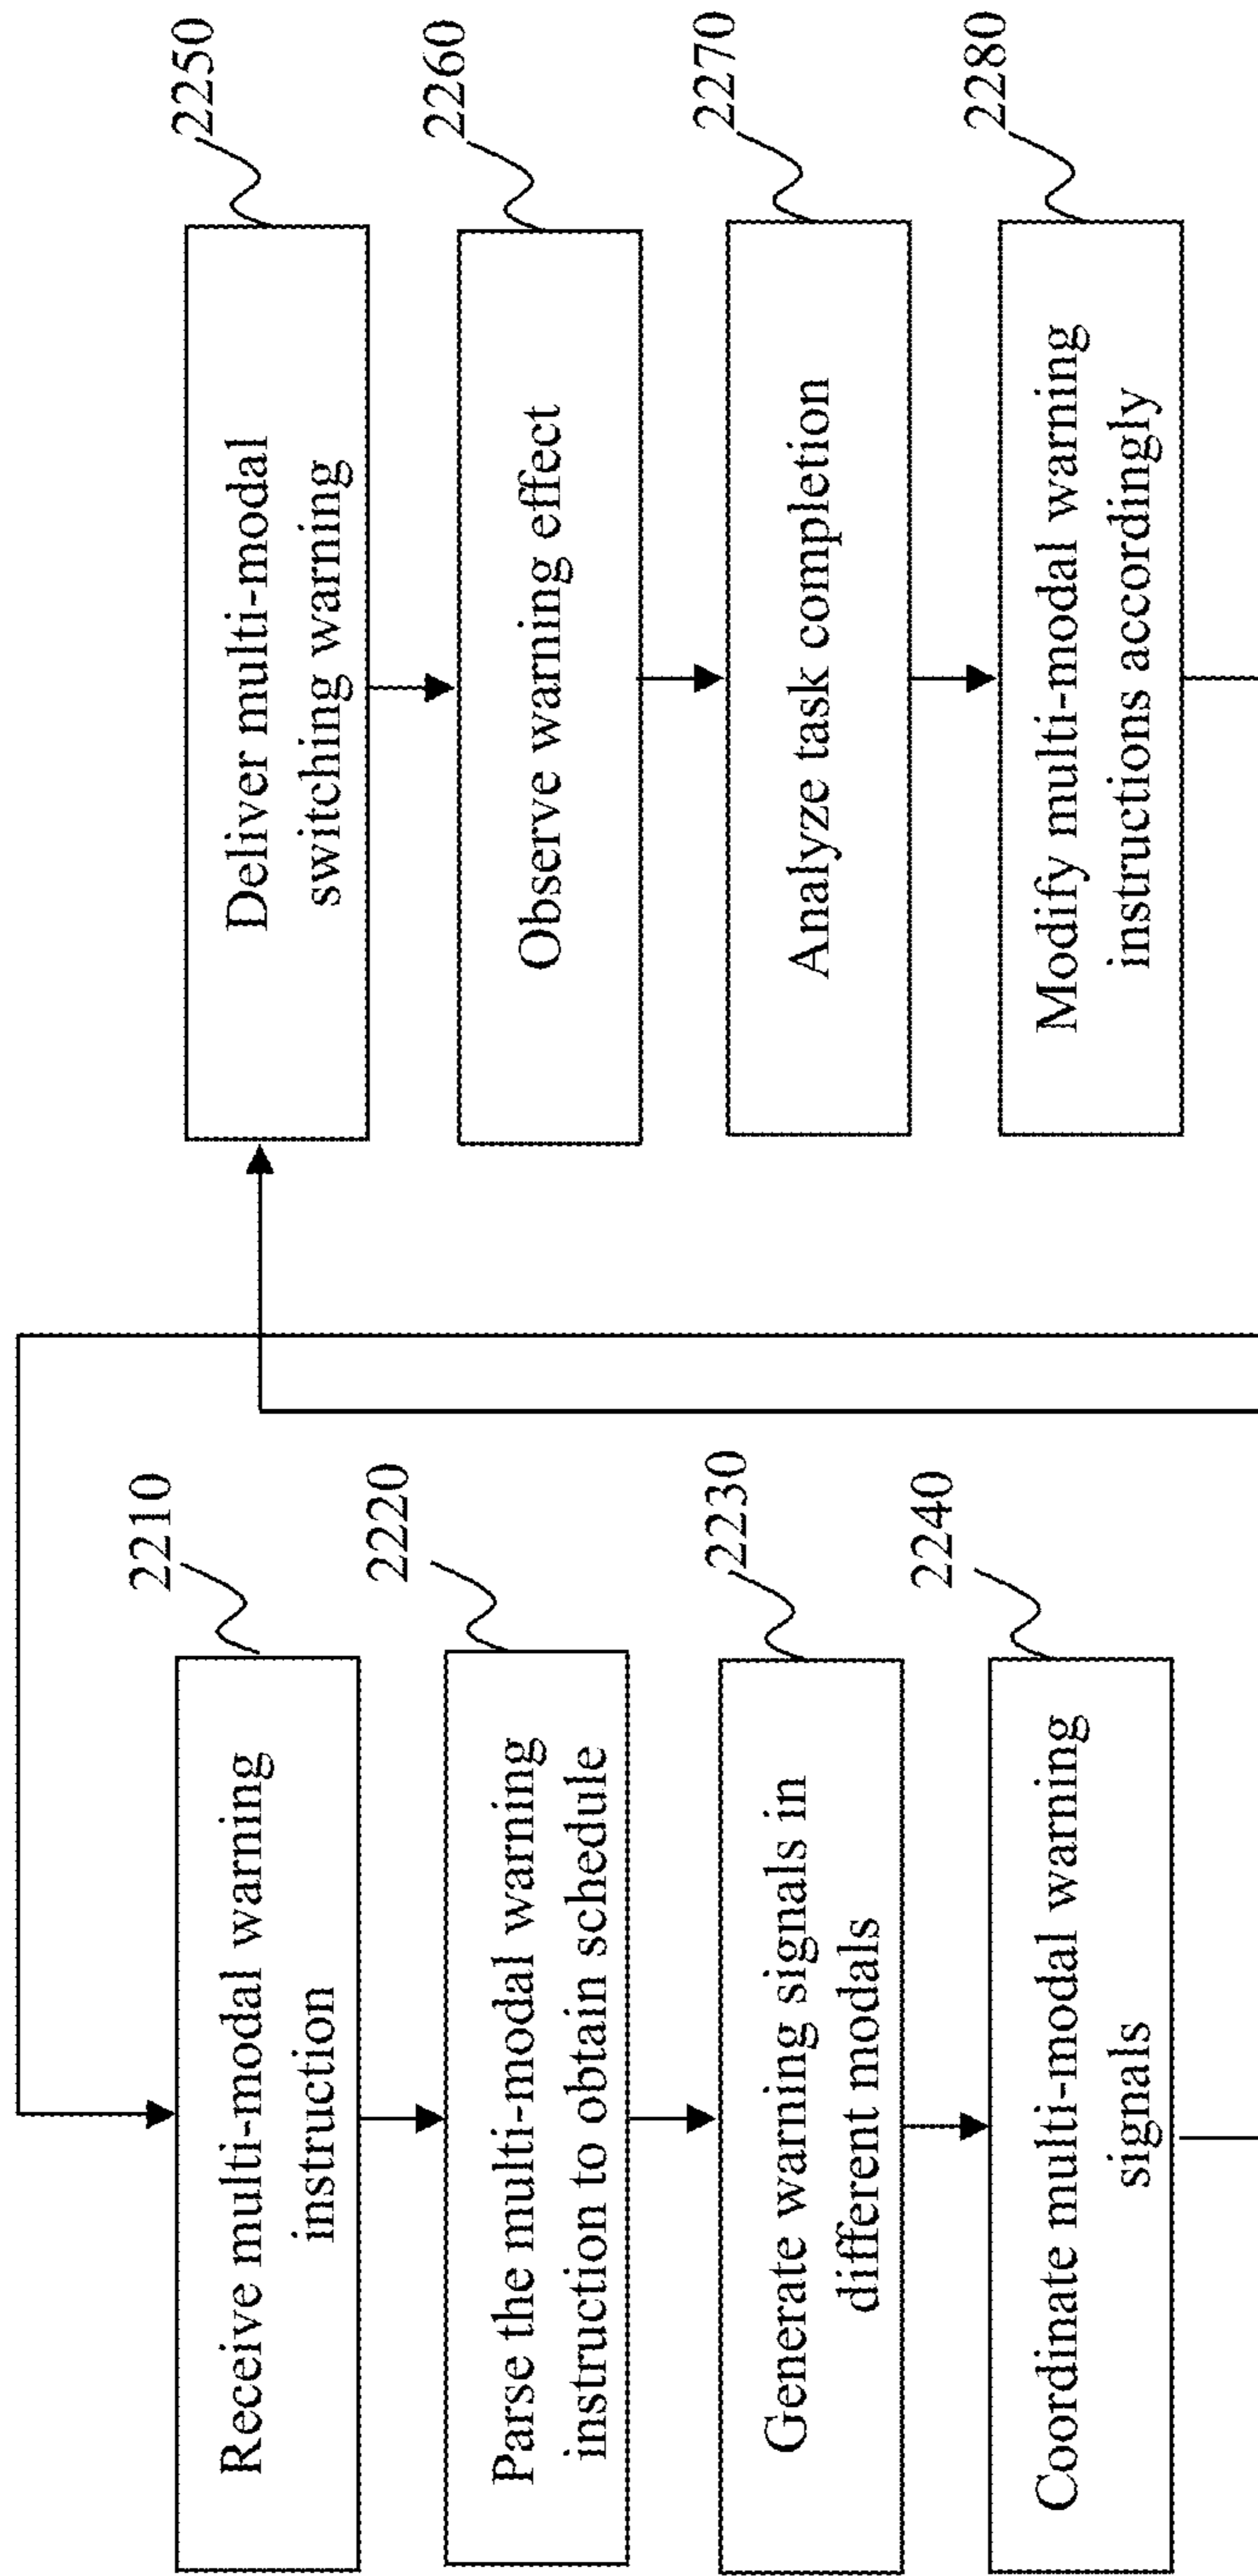 2210
Receive multi-modal warning
instruction
2220
Parse the multi-modal warning
instruction to obtain schedule
2230
Generate warning signals in
different modals
2240
Coordinate multi-modal warning
signals
2250
Deliver multi-modal
switching warning
2260
Observe warning effect
2270
Analyze task completion
2280
Modify multi-modal warning
instructions accordingly